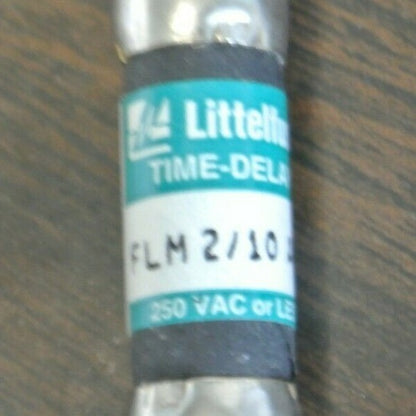 Littelfu
TIME-DELA
FLM 2/10
250 VAC or LE